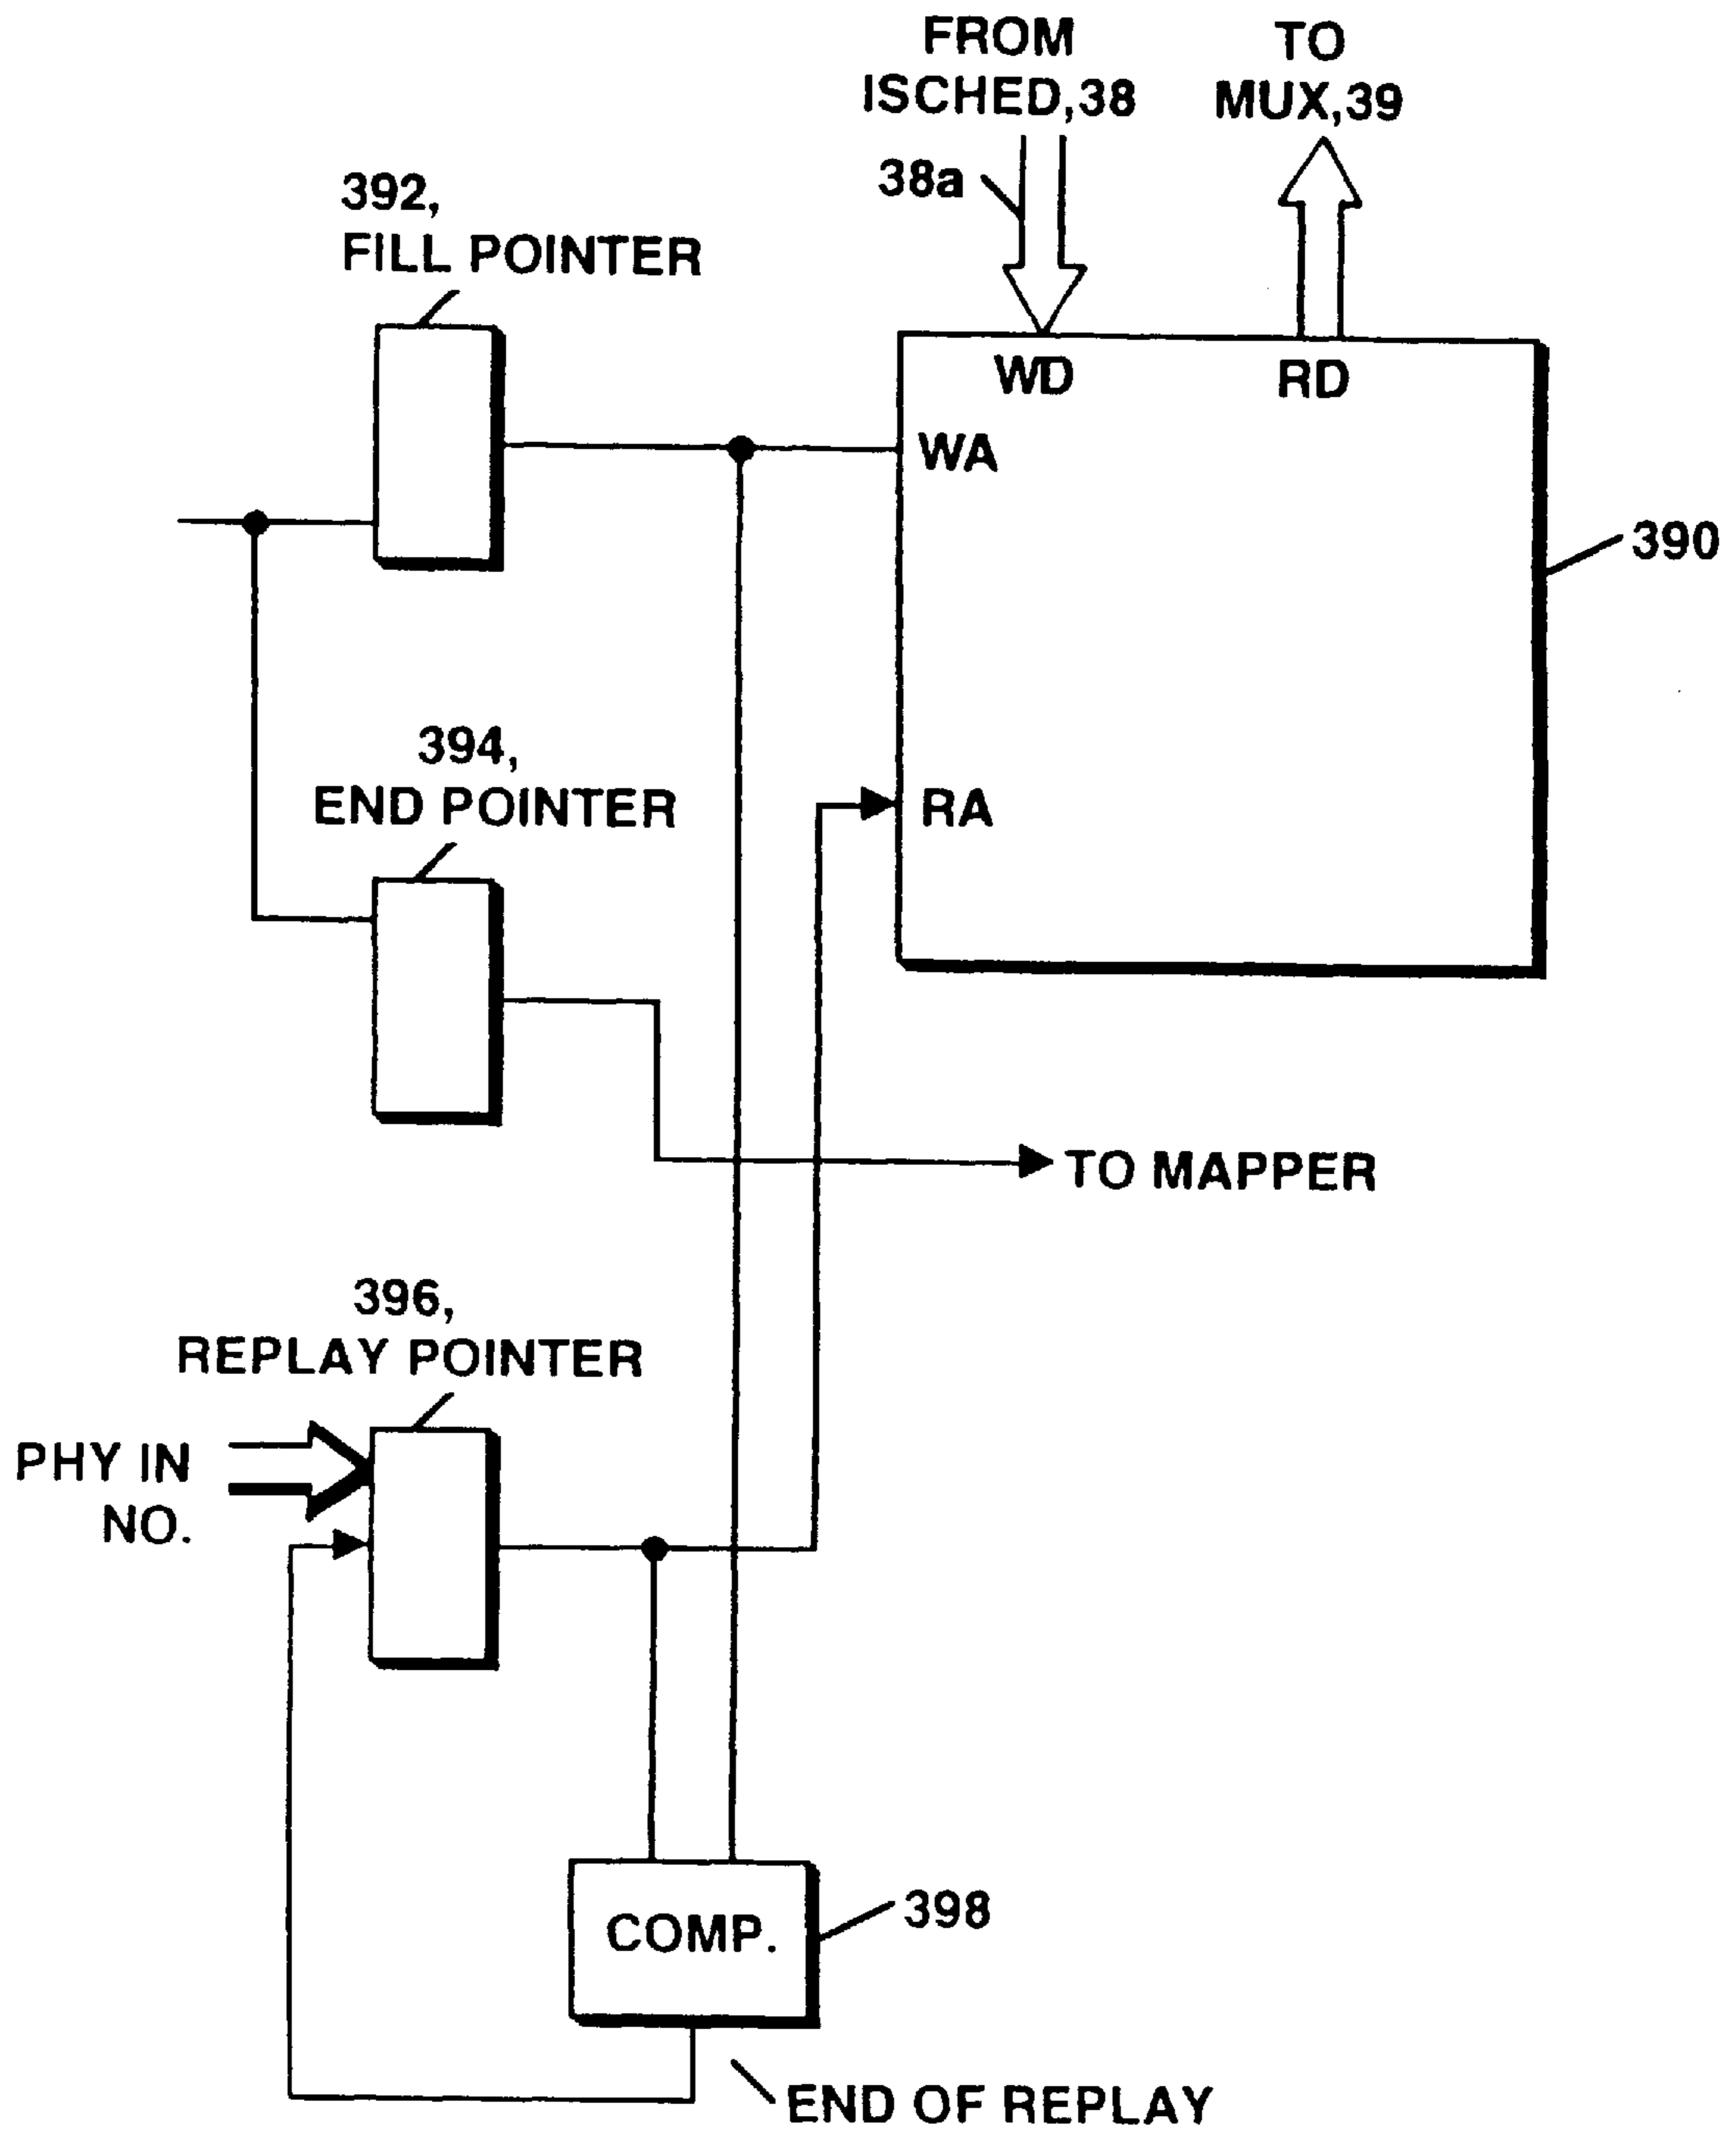 FROM
ISCHED,38
TO
MUX,39
38a
392,
FILL POINTER
WD
RD
WA
390
394,
END POINTER
RA
TO MAPPER
396,
REPLAY POINTER
PHY IN
NO.
COMP.
398
END OF REPLAY